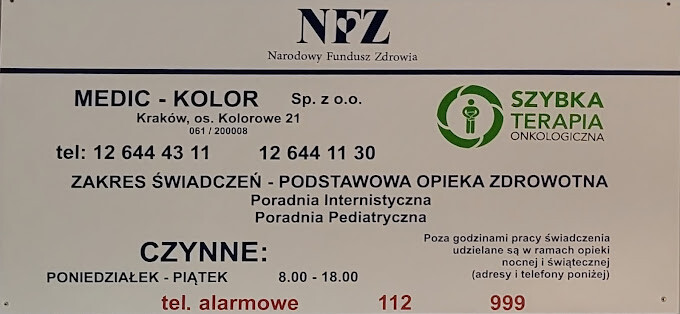 NFZ
Narodowy Fundusz Zdrowia
MEDIC - KOLOR Sp. z o.o.
Kraków, os. Kolorowe 21
061 / 200008
tel: 12 644 43 11 12 644 11 30
SZYBKA
TERAPIA
ONKOLOGICZNA
ZAKRES ŚWIADCZEŃ - PODSTAWOWA OPIEKA ZDROWOTNA
Poradnia Internistyczna
Poradnia Pediatryczna
CZYNNE:
PONIEDZIAŁEK - PIĄTEK 8.00 - 18.00
Poza godzinami pracy świadczenia
udzielane są w ramach opieki
nocnej i świątecznej
(adresy i telefony poniżej)
tel. alarmowe 112 999